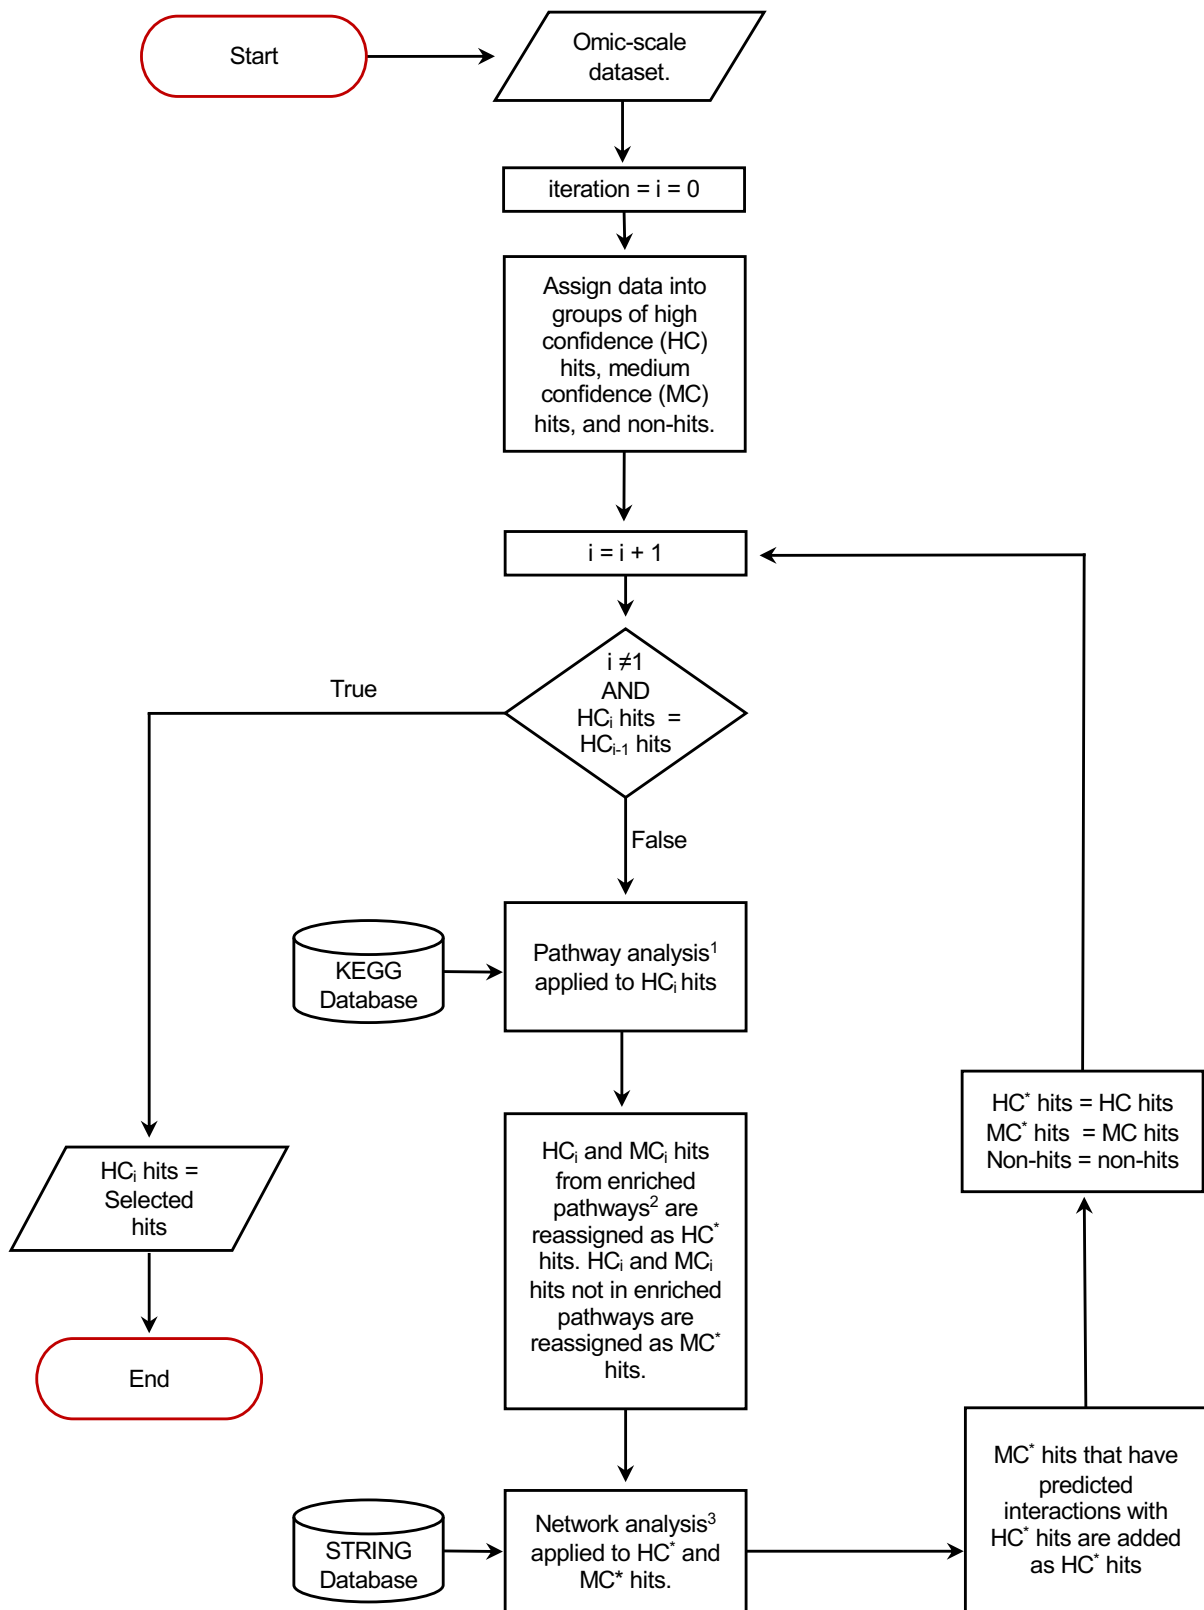 Start
Omic-scale
dataset.
iteration = i = 0
Assign data into
groups of high
confidence (HC)
hits, medium
confidence (MC)
hits, and non-hits.
i = i + 1
i ≠1
AND
HCᵢ hits =
HCᵢ₋₁ hits
True
False
KEGG
Database
Pathway analysis¹
applied to HCᵢ hits
HCᵢ and MCᵢ hits
from enriched
pathways² are
reassigned as HC*
hits. HCᵢ and MCᵢ
hits not in enriched
pathways are
reassigned as MC*
hits.
STRING
Database
Network analysis³
applied to HC* and
MC* hits.
MC* hits that have
predicted
interactions with
HC* hits are added
as HC* hits
HC* hits = HC hits
MC* hits = MC hits
Non-hits = non-hits
HCᵢ hits =
Selected
hits
End